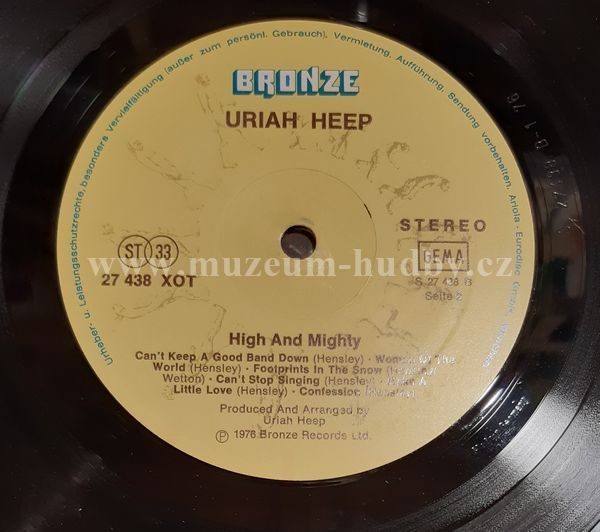 Urheber- u. Leistungsschutzrechte, besonders Vervielfältigung (außer zum persönl. Gebrauch), Vermietung, Aufführung, Sendung vorbehalten. Ariola - Eurodisc GmbH,
BRONZE
URIAH HEEP
STEREO
ST 33
GEMA
27 438 XOT
S 27 438 B
Seite 2
www.muzeum-hudby.cz
High And Mighty
Can't Keep A Good Band Down (Hensley) · Woman Of The
World (Hensley) · Footprints In The Snow (Hensley/
Wetton) · Can't Stop Singing (Hensley) · Make A
Little Love (Hensley) · Confession (Hensley)
Produced And Arranged by
Uriah Heep
Ⓟ 1976 Bronze Records Ltd.